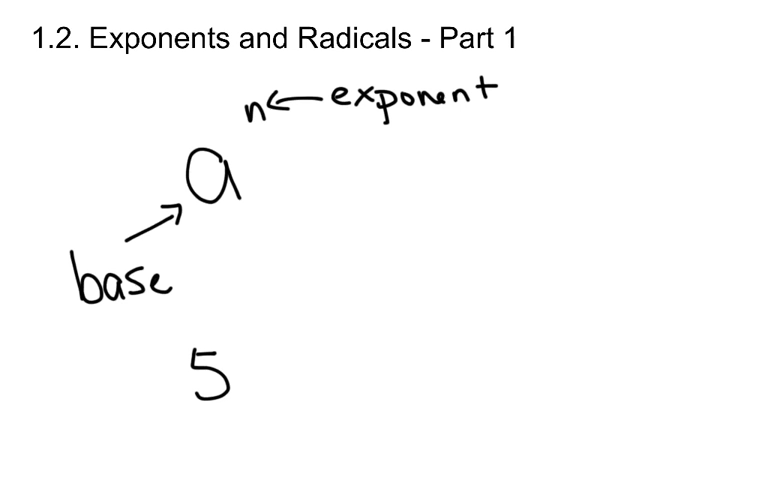 1.2. Exponents and Radicals - Part 1
n ← exponent
a
base
5